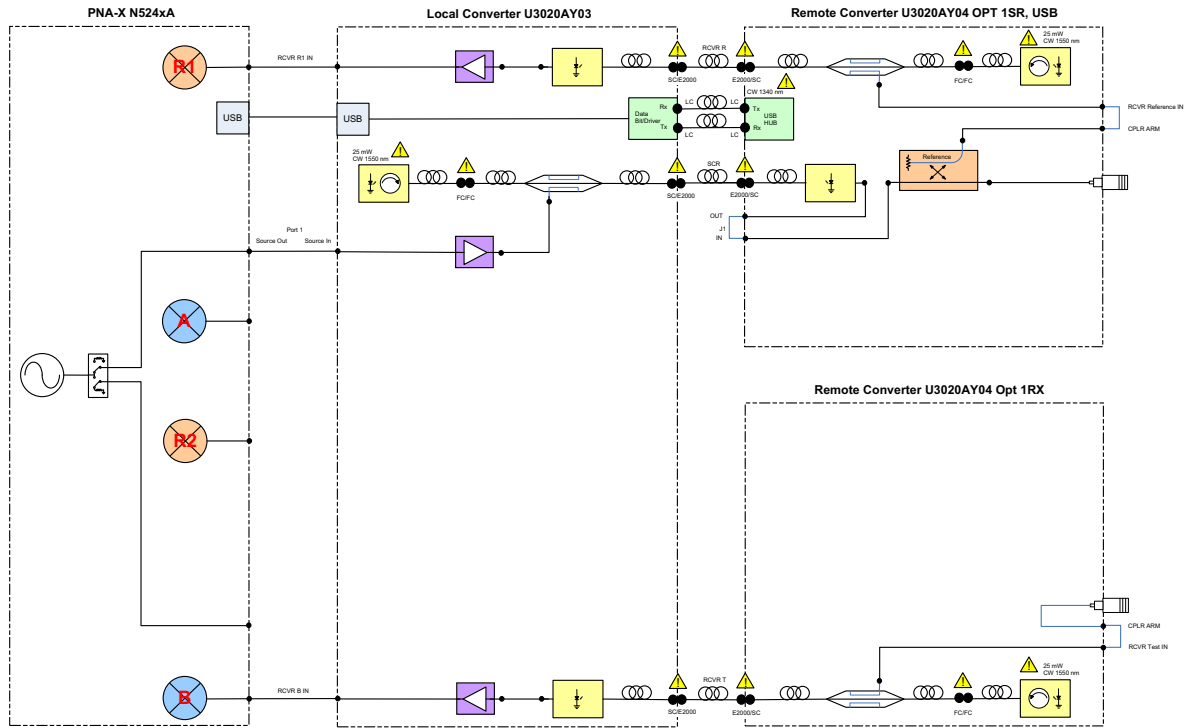 PNA-X N524xA
Local Converter U3020AY03
Remote Converter U3020AY04 OPT 1SR, USB
R1
RCVR R1 IN
SC/E2000
RCVR R
E2000/SC
FC/FC
25 mW
CW 1550 nm
RCVR Reference IN
CPLR ARM
USB
USB
Data
Bit/Driver
Rx
Tx
LC
LC
LC
LC
CW 1340 nm
Tx
USB
HUB
Rx
25 mW
CW 1550 nm
FC/FC
SC/E2000
SCR
E2000/SC
Reference
OUT
J1
IN
Port 1
Source Out
Source In
A
R2
Remote Converter U3020AY04 Opt 1RX
CPLR ARM
RCVR Test IN
B
RCVR B IN
SC/E2000
RCVR T
E2000/SC
FC/FC
25 mW
CW 1550 nm